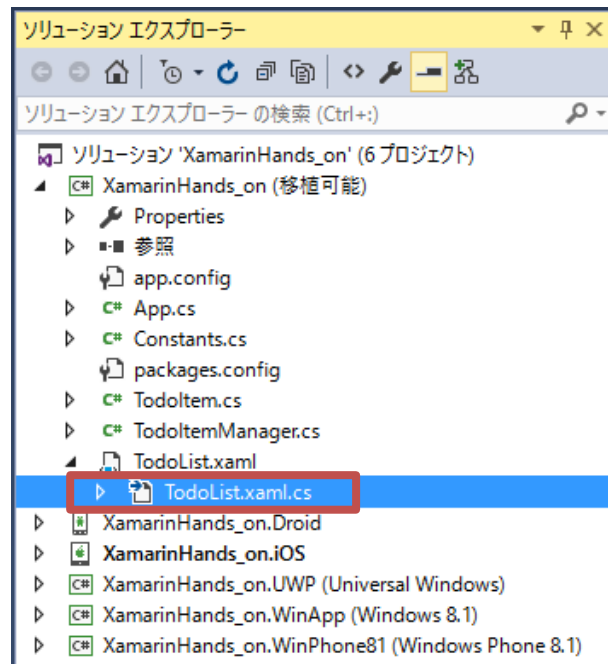 ソリューション エクスプローラー
ソリューション エクスプローラー の検索 (Ctrl+:)
ソリューション 'XamarinHands_on' (6 プロジェクト)
C# XamarinHands_on (移植可能)
Properties
参照
app.config
C# App.cs
C# Constants.cs
packages.config
C# TodoItem.cs
C# TodoItemManager.cs
TodoList.xaml
TodoList.xaml.cs
XamarinHands_on.Droid
XamarinHands_on.iOS
C# XamarinHands_on.UWP (Universal Windows)
C# XamarinHands_on.WinApp (Windows 8.1)
C# XamarinHands_on.WinPhone81 (Windows Phone 8.1)